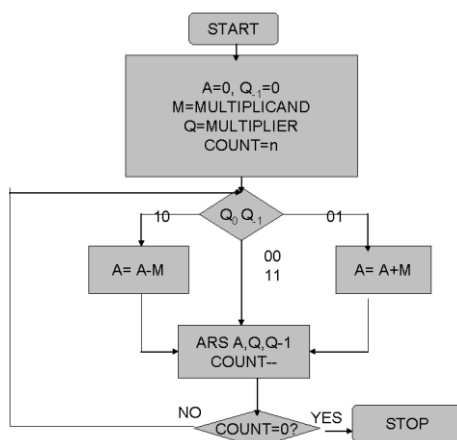 START
A=0, Q-1=0
M=MULTIPLICAND
Q=MULTIPLIER
COUNT=n
10
Q0 Q-1
01
A= A-M
00
11
A= A+M
ARS A,Q,Q-1
COUNT--
NO
COUNT=0?
YES
STOP